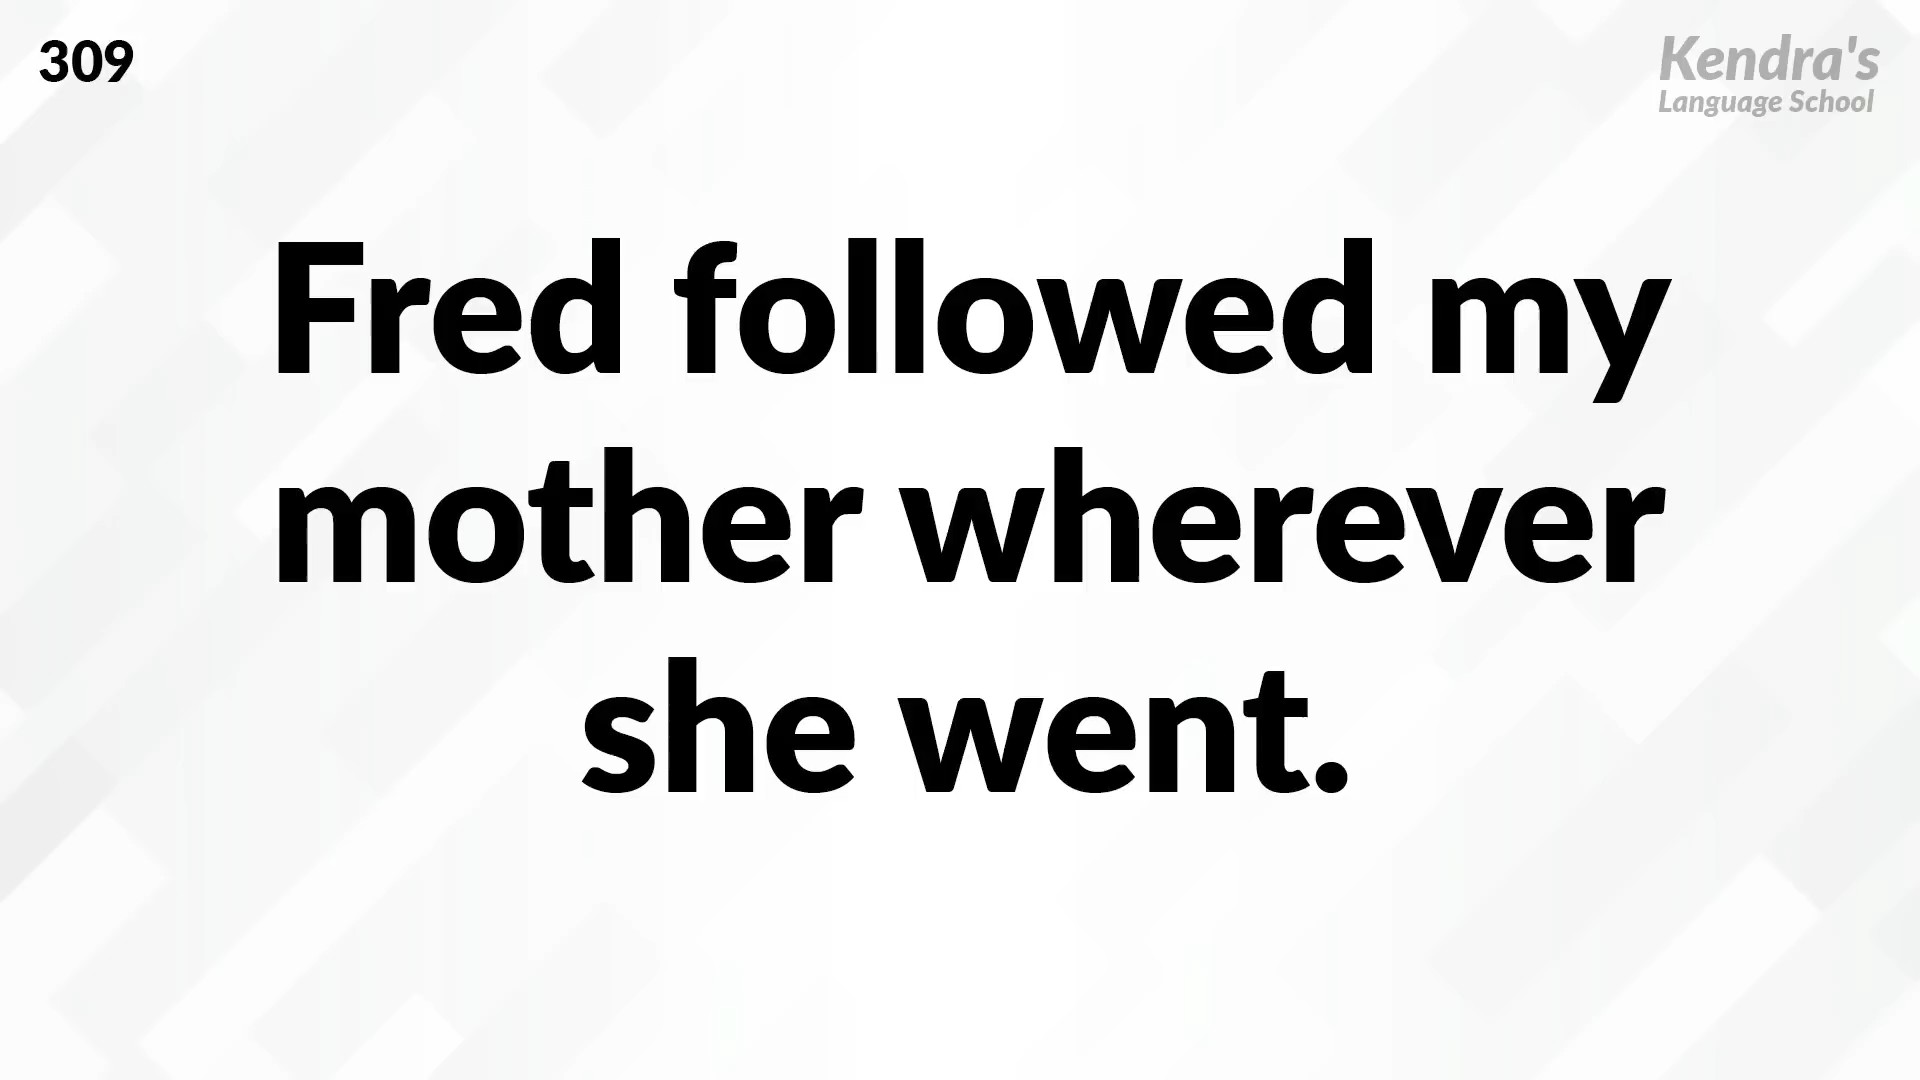 309
Kendra's
Language School
Fred followed my
mother wherever
she went.